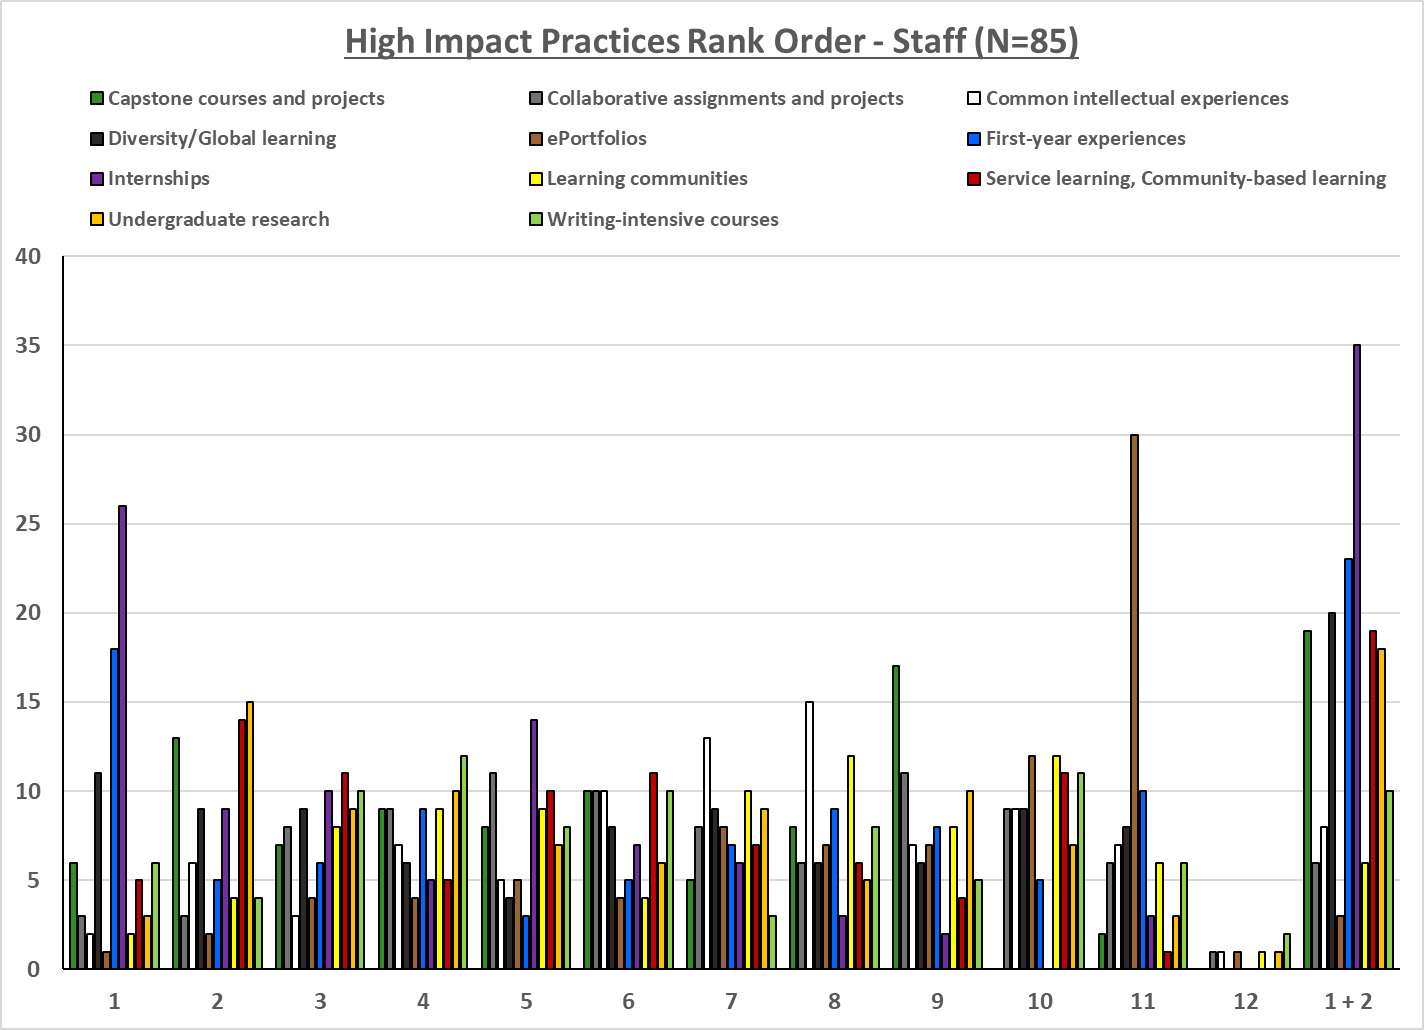 High Impact Practices Rank Order - Staff (N=85)
Capstone courses and projects
Collaborative assignments and projects
Common intellectual experiences
Diversity/Global learning
ePortfolios
First-year experiences
Internships
Learning communities
Service learning, Community-based learning
Undergraduate research
Writing-intensive courses
40
35
30
25
20
15
10
5
0
1 2 3 4 5 6 7 8 9 10 11 12 1 + 2